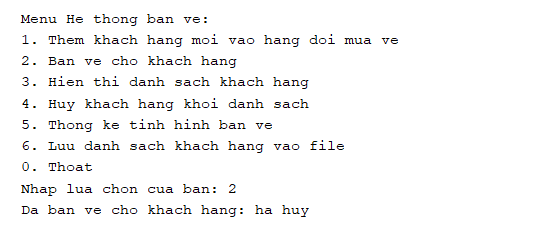 Menu He thong ban ve:
1. Them khach hang moi vao hang doi mua ve
2. Ban ve cho khach hang
3. Hien thi danh sach khach hang
4. Huy khach hang khoi danh sach
5. Thong ke tinh hinh ban ve
6. Luu danh sach khach hang vao file
0. Thoat
Nhap lua chon cua ban: 2
Da ban ve cho khach hang: ha huy